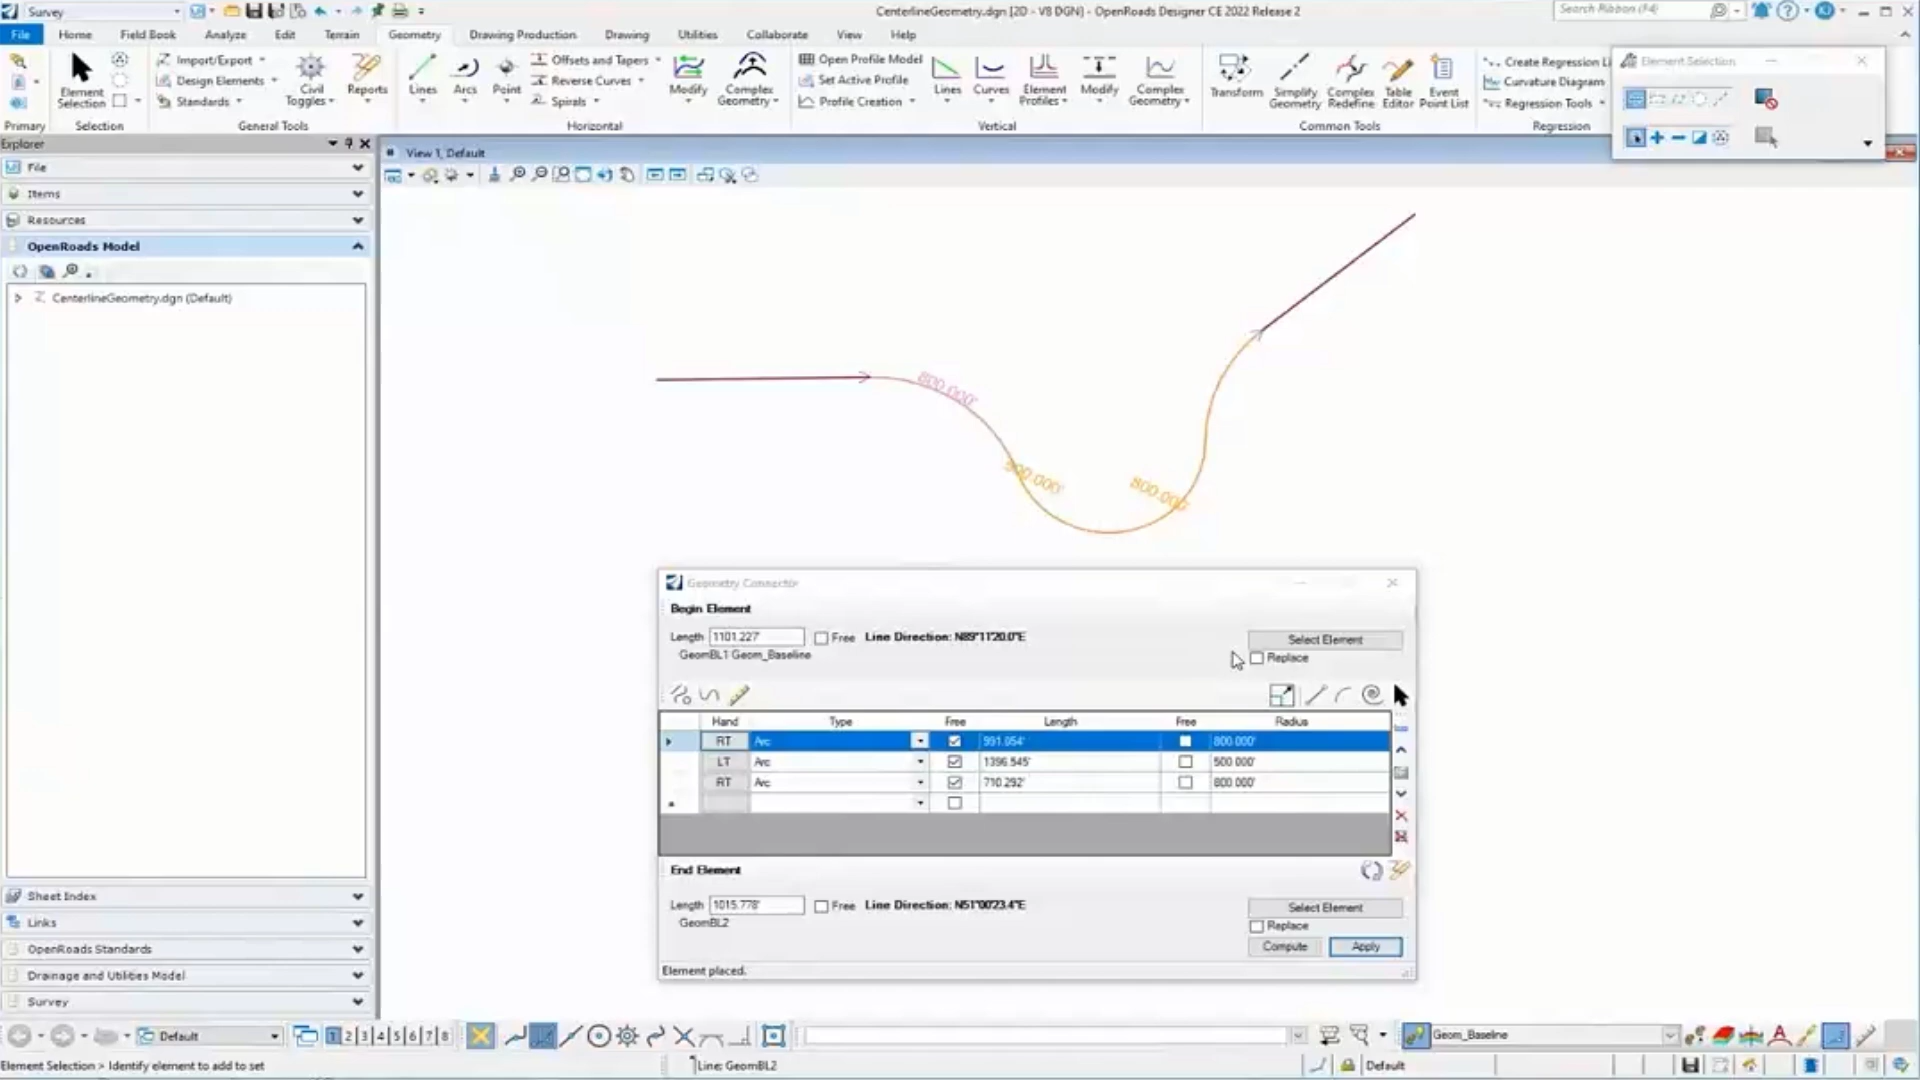 Survey
CenterlineGeometry.dgn [2D - V8 DGN] - OpenRoads Designer CE 2022 Release 2
Search Ribbon (F4)
File Home Field Book Analyze Edit Terrain Geometry Drawing Production Drawing Utilities Collaborate View Help
Element Selection
Import/Export
Design Elements
Standards
Civil Toggles
Reports
Lines
Arcs
Point
Offsets and Tapers
Reverse Curves
Spirals
Modify
Complex Geometry
Open Profile Model
Set Active Profile
Profile Creation
Lines
Curves
Element Profiles
Modify
Complex Geometry
Transform
Simplify Geometry
Complex Redefine
Table Editor
Event Point List
Create Regression Li
Curvature Diagram
Regression Tools
Primary Selection General Tools Horizontal Vertical Common Tools Regression
Element Selection
Explorer
File
Items
Resources
OpenRoads Model
CenterlineGeometry.dgn (Default)
Sheet Index
Links
OpenRoads Standards
Drainage and Utilities Model
Survey
View 1, Default
800.000'
500.000'
800.000'
Geometry Connector
Begin Element
Length 1101.227' Free Line Direction: N89°11'20.0"E Select Element
GeomBL1 Geom_Baseline Replace
Hand Type Free Length Free Radius
RT Arc 991.054' 800.000'
LT Arc 1396.545' 500.000'
RT Arc 710.292' 800.000'
End Element
Length 1015.778' Free Line Direction: N51°00'23.4"E Select Element
GeomBL2 Replace
Compute Apply
Element placed.
Default 1 2 3 4 5 6 7 8 Geom_Baseline
Element Selection > Identify element to add to set Line: GeomBL2 Default